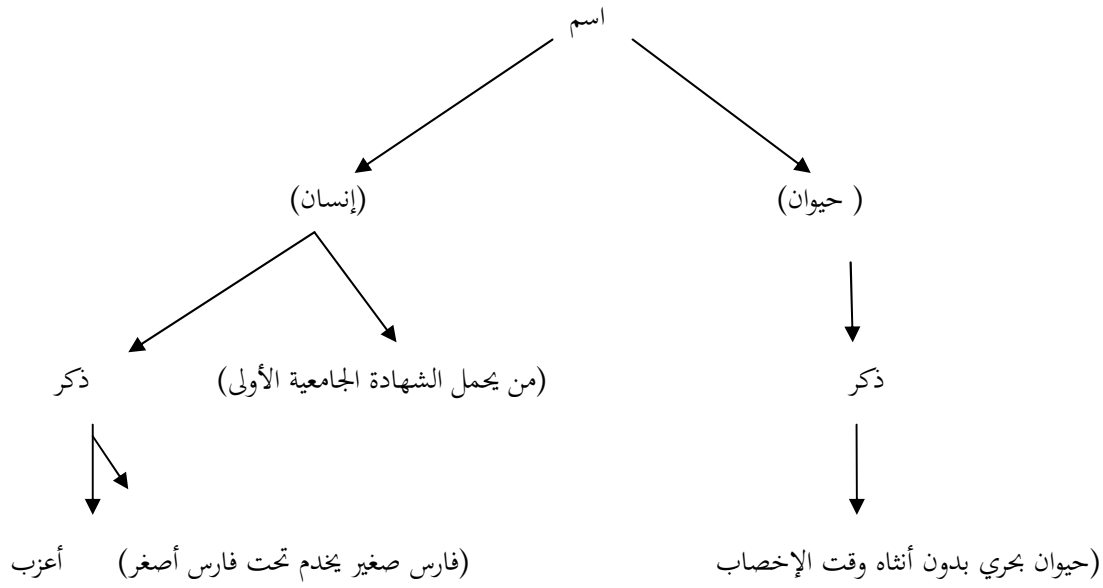 اسم
(إنسان) ( حيوان)
ذكر (من يحمل الشهادة الجامعية الأولى) ذكر
أعزب (فارس صغير يخدم تحت فارس أصغر) (حيوان بحري بدون أنثاه وقت الإخصاب